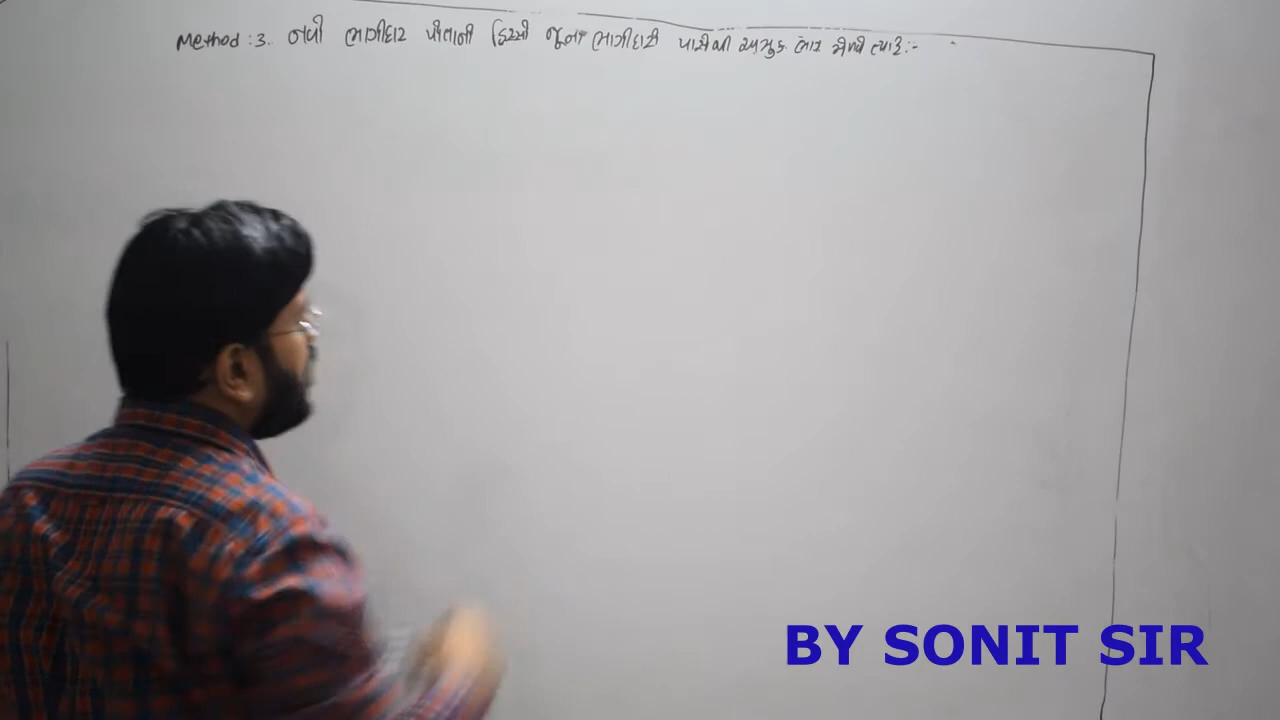 Method : 3. નવો ભાગીદાર પોતાનો હિસ્સો જૂના ભાગીદારો પાસેથી અમુક ભાગ મેળવે ત્યારે :-
BY SONIT SIR